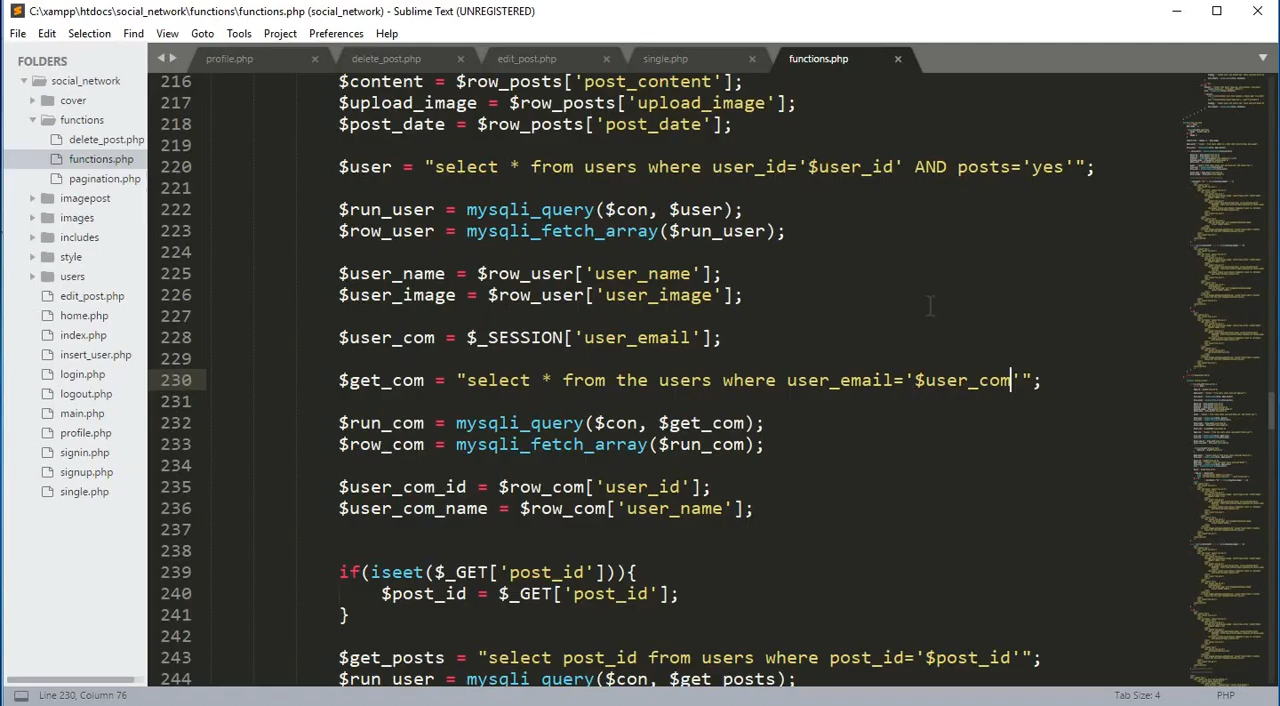 C:\xampp\htdocs\social_network\functions\functions.php (social_network) - Sublime Text (UNREGISTERED)
File Edit Selection Find View Goto Tools Project Preferences Help
FOLDERS
social_network
cover
functions
delete_post.php
functions.php
pagination.php
imagepost
images
includes
style
users
edit_post.php
home.php
index.php
insert_user.php
login.php
logout.php
main.php
profile.php
signin.php
signup.php
single.php
profile.php × delete_post.php × edit_post.php × single.php × functions.php ×
216 $content = $row_posts['post_content'];
217 $upload_image = $row_posts['upload_image'];
218 $post_date = $row_posts['post_date'];
219
220 $user = "select * from users where user_id='$user_id' AND posts='yes'";
221
222 $run_user = mysqli_query($con, $user);
223 $row_user = mysqli_fetch_array($run_user);
224
225 $user_name = $row_user['user_name'];
226 $user_image = $row_user['user_image'];
227
228 $user_com = $_SESSION['user_email'];
229
230 $get_com = "select * from the users where user_email='$user_com'";
231
232 $run_com = mysqli_query($con, $get_com);
233 $row_com = mysqli_fetch_array($run_com);
234
235 $user_com_id = $row_com['user_id'];
236 $user_com_name = $row_com['user_name'];
237
238
239 if(iseet($_GET['post_id'])){
240 $post_id = $_GET['post_id'];
241 }
242
243 $get_posts = "select post_id from users where post_id='$post_id'";
244 $run_user = mysqli_query($con, $get_posts);
Line 230, Column 76 Tab Size: 4 PHP